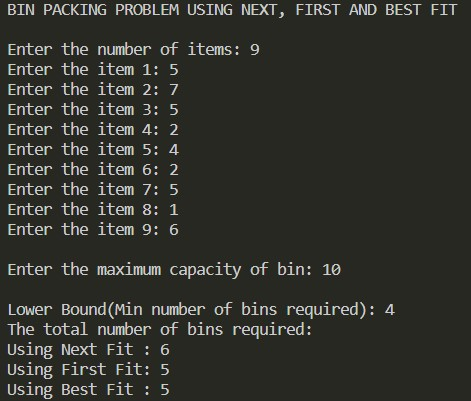 BIN PACKING PROBLEM USING NEXT, FIRST AND BEST FIT
Enter the number of items: 9
Enter the item 1: 5
Enter the item 2: 7
Enter the item 3: 5
Enter the item 4: 2
Enter the item 5: 4
Enter the item 6: 2
Enter the item 7: 5
Enter the item 8: 1
Enter the item 9: 6
Enter the maximum capacity of bin: 10
Lower Bound(Min number of bins required): 4
The total number of bins required:
Using Next Fit : 6
Using First Fit: 5
Using Best Fit : 5